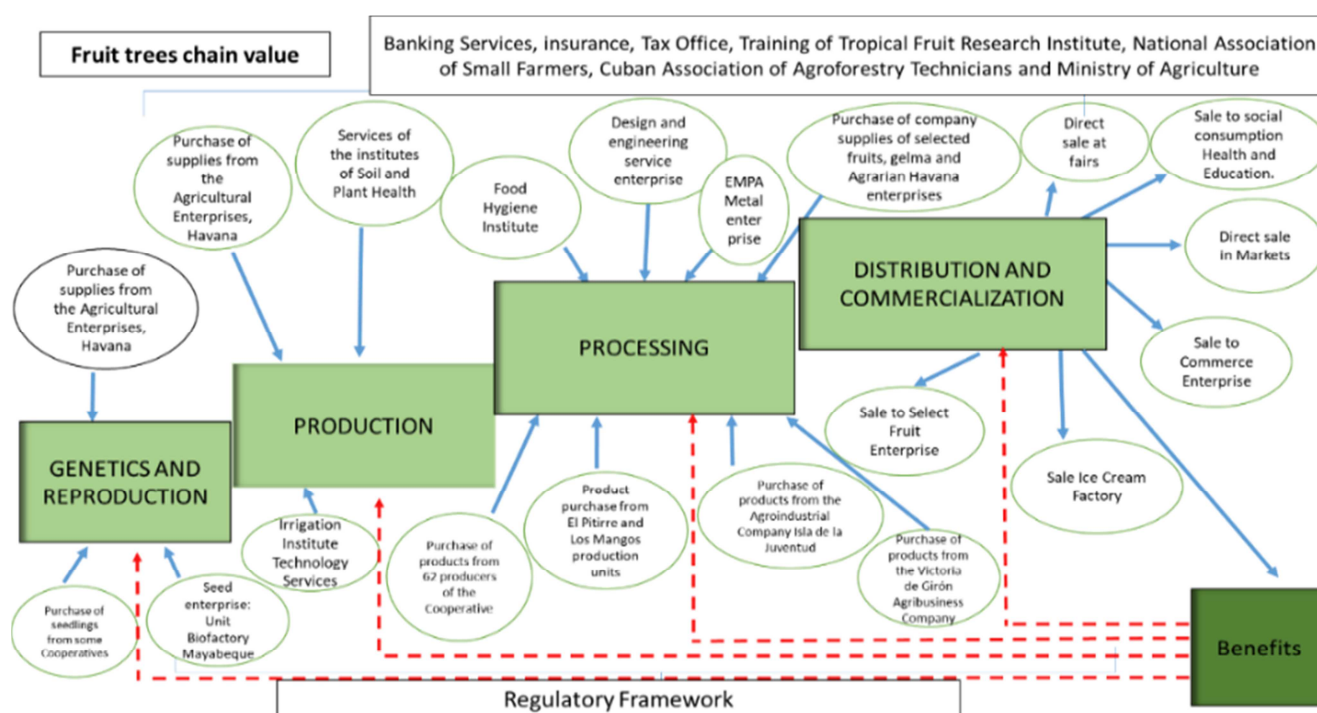 Fruit trees chain value
Banking Services, insurance, Tax Office, Training of Tropical Fruit Research Institute, National Association
of Small Farmers, Cuban Association of Agroforestry Technicians and Ministry of Agriculture
Purchase of
supplies from
the
Agricultural
Enterprises,
Havana
Services of
the institutes
of Soil and
Plant Health
Food
Hygiene
Institute
Design and
engineering
service
enterprise
EMPA
Metal enter
prise
Purchase of company
supplies of selected
fruits, gelma and
Agrarian Havana
enterprises
Direct
sale at
fairs
Sale to social
consumption
Health and
Education.
Direct sale
in Markets
Sale to
Commerce
Enterprise
Purchase of
supplies from
the Agricultural
Enterprises,
Havana
GENETICS AND
REPRODUCTION
PRODUCTION
PROCESSING
DISTRIBUTION AND
COMMERCIALIZATION
Sale to Select
Fruit
Enterprise
Sale Ice Cream
Factory
Purchase of
seedlings
from some
Cooperatives
Seed
enterprise:
Unit
Biofactory
Mayabeque
Irrigation
Institute
Technology
Services
Purchase of
products from
62 producers
of the
Cooperative
Product
purchase from
El Pitirre and
Los Mangos
production
units
Purchase of
products from the
Agroindustrial
Company Isla de la
Juventud
Purchase of
products from
the Victoria
de Girón
Agribusiness
Company
Benefits
Regulatory Framework